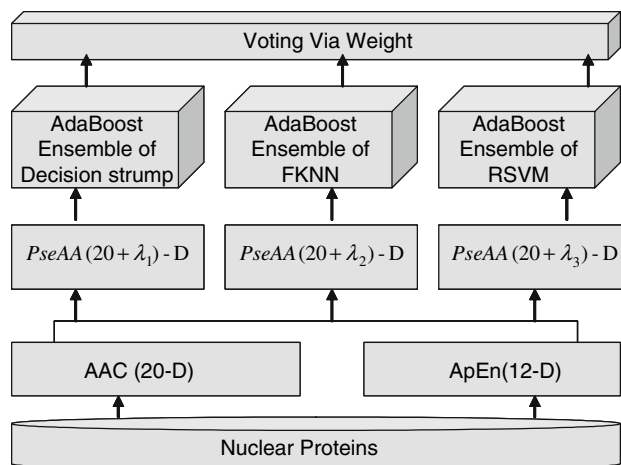 Voting Via Weight
AdaBoost
Ensemble of
Decision strump
AdaBoost
Ensemble of
FKNN
AdaBoost
Ensemble of
RSVM
PseAA(20+λ₁)-D
PseAA(20+λ₂)-D
PseAA(20+λ₃)-D
AAC (20-D)
ApEn(12-D)
Nuclear Proteins